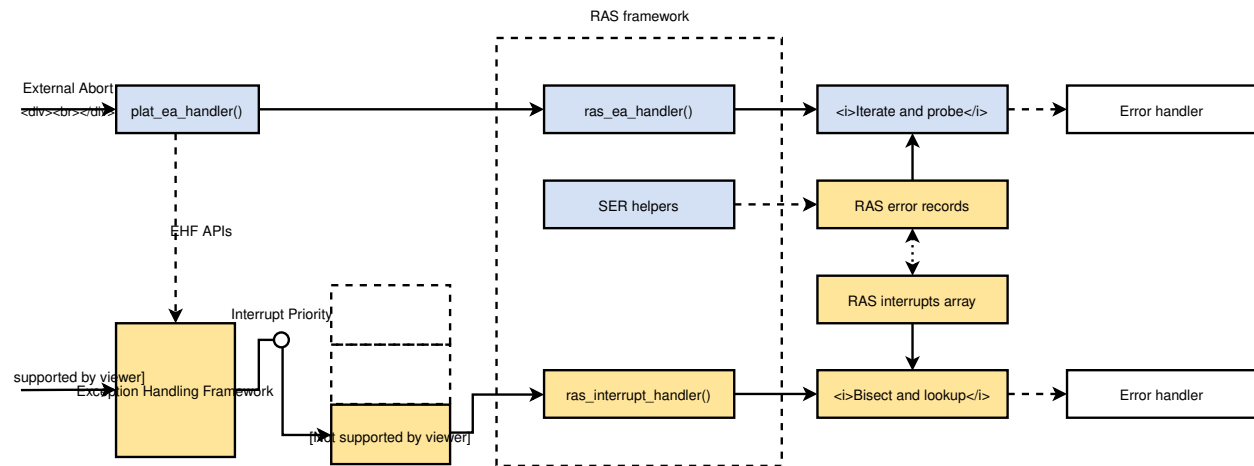 RAS framework
External Abort
<div><br></div>
plat_ea_handler()
ras_ea_handler()
<i>Iterate and probe</i>
Error handler
SER helpers
RAS error records
EHF APIs
RAS interrupts array
Interrupt Priority
supported by viewer]
Exception Handling Framework
ras_interrupt_handler()
<i>Bisect and lookup</i>
Error handler
[Not supported by viewer]